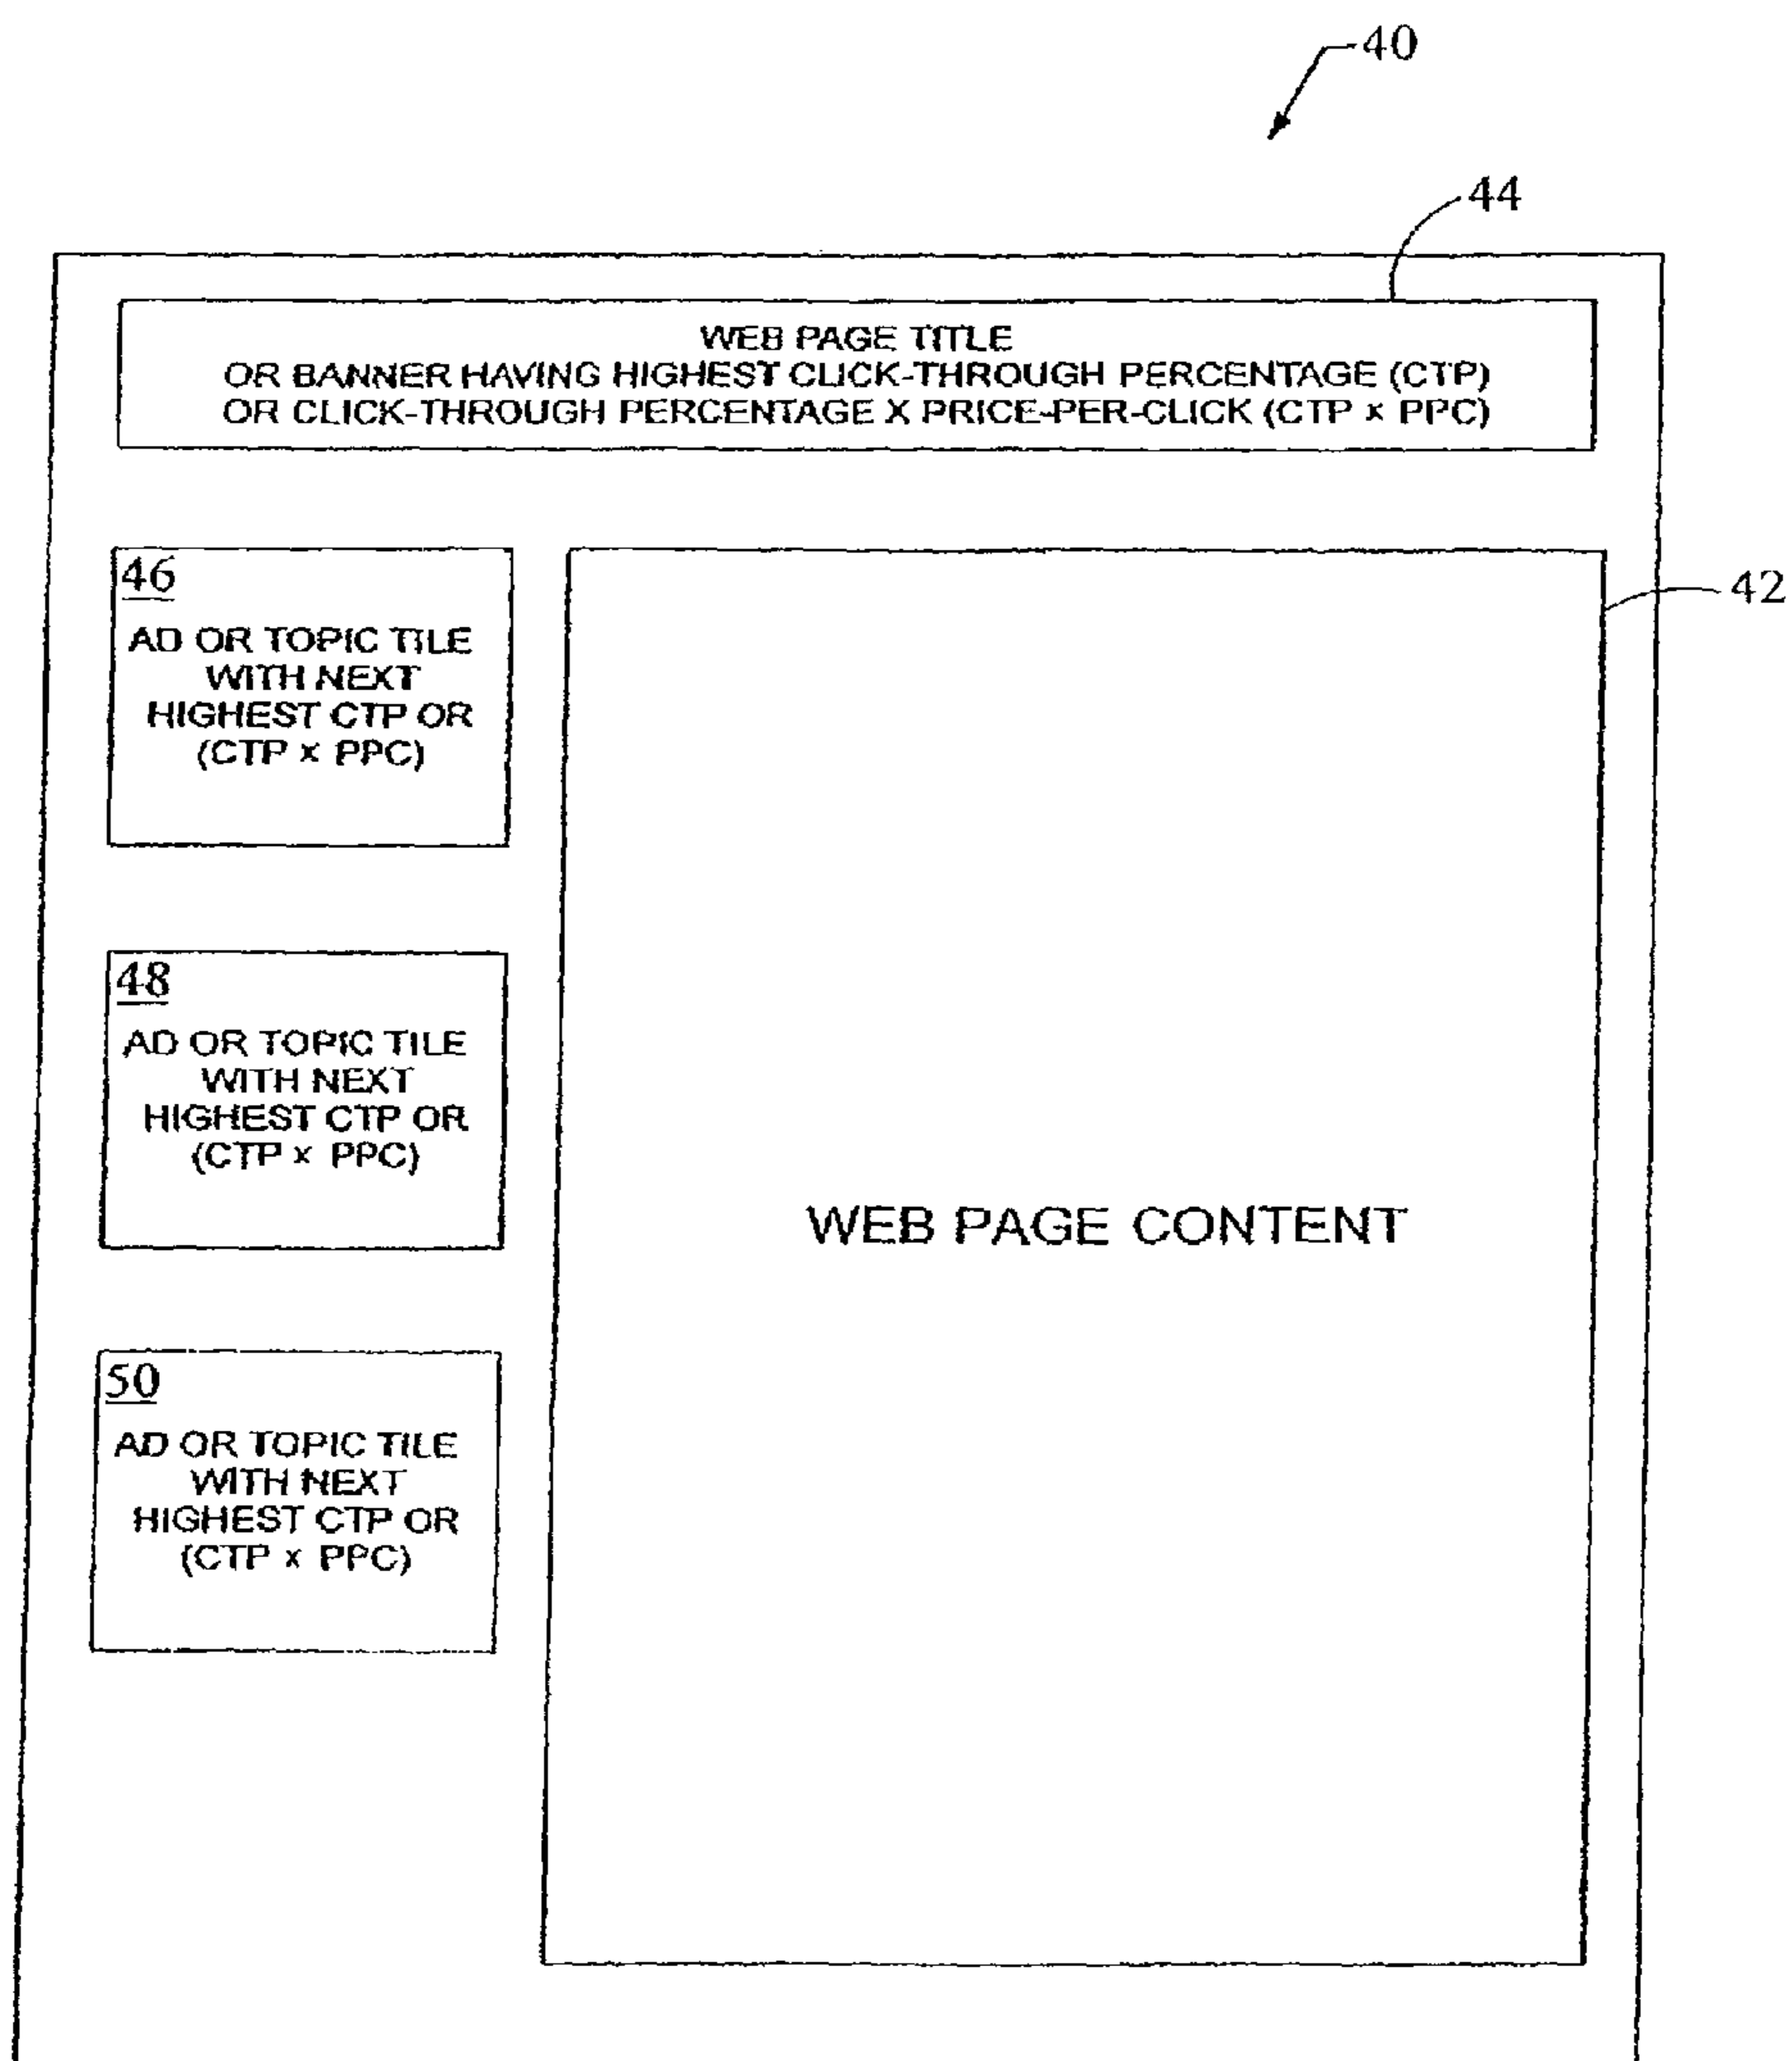 40
44
WEB PAGE TITLE
OR BANNER HAVING HIGHEST CLICK-THROUGH PERCENTAGE (CTP)
OR CLICK-THROUGH PERCENTAGE X PRICE-PER-CLICK (CTP x PPC)
46
AD OR TOPIC TILE
WITH NEXT
HIGHEST CTP OR
(CTP x PPC)
42
48
AD OR TOPIC TILE
WITH NEXT
HIGHEST CTP OR
(CTP x PPC)
WEB PAGE CONTENT
50
AD OR TOPIC TILE
WITH NEXT
HIGHEST CTP OR
(CTP x PPC)